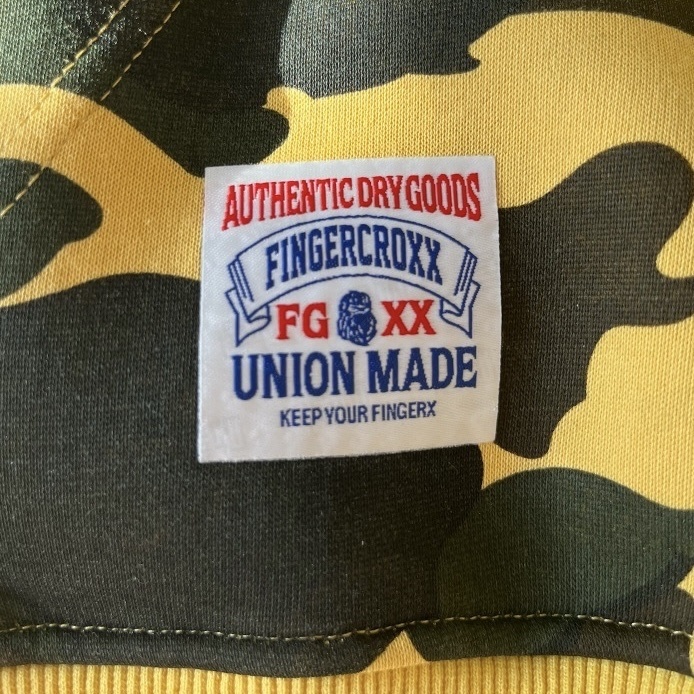 AUTHENTIC DRY GOODS
FINGERCROXX
FG XX
UNION MADE
KEEP YOUR FINGERX